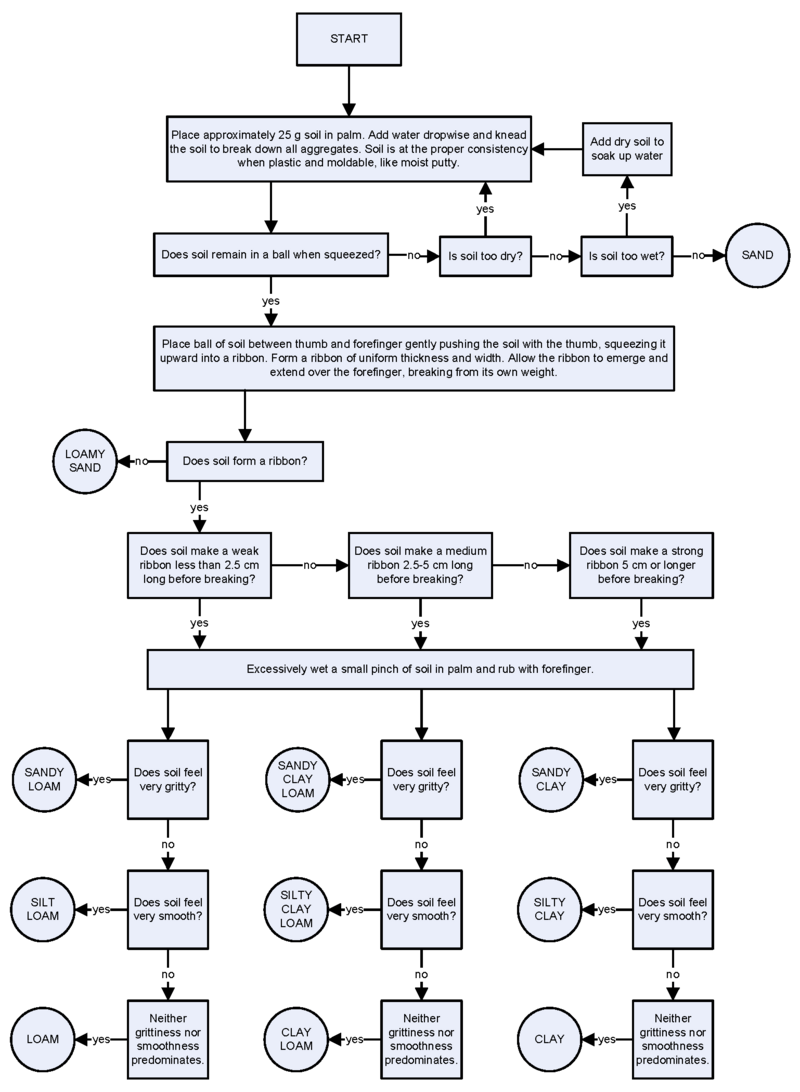 START
Place approximately 25 g soil in palm. Add water dropwise and knead
the soil to break down all aggregates. Soil is at the proper consistency
when plastic and moldable, like moist putty.
Add dry soil to
soak up water
yes
yes
Does soil remain in a ball when squeezed?
no
Is soil too dry?
no
Is soil too wet?
no
SAND
yes
Place ball of soil between thumb and forefinger gently pushing the soil with the thumb, squeezing it
upward into a ribbon. Form a ribbon of uniform thickness and width. Allow the ribbon to emerge and
extend over the forefinger, breaking from its own weight.
LOAMY
SAND
no
Does soil form a ribbon?
yes
Does soil make a weak
ribbon less than 2.5 cm
long before breaking?
no
Does soil make a medium
ribbon 2.5-5 cm long
before breaking?
no
Does soil make a strong
ribbon 5 cm or longer
before breaking?
yes
yes
yes
Excessively wet a small pinch of soil in palm and rub with forefinger.
SANDY
LOAM
yes
Does soil feel
very gritty?
SANDY
CLAY
LOAM
yes
Does soil feel
very gritty?
SANDY
CLAY
yes
Does soil feel
very gritty?
no
no
no
SILT
LOAM
yes
Does soil feel
very smooth?
SILTY
CLAY
LOAM
yes
Does soil feel
very smooth?
SILTY
CLAY
yes
Does soil feel
very smooth?
no
no
no
LOAM
yes
Neither
grittiness nor
smoothness
predominates.
CLAY
LOAM
yes
Neither
grittiness nor
smoothness
predominates.
CLAY
yes
Neither
grittiness nor
smoothness
predominates.